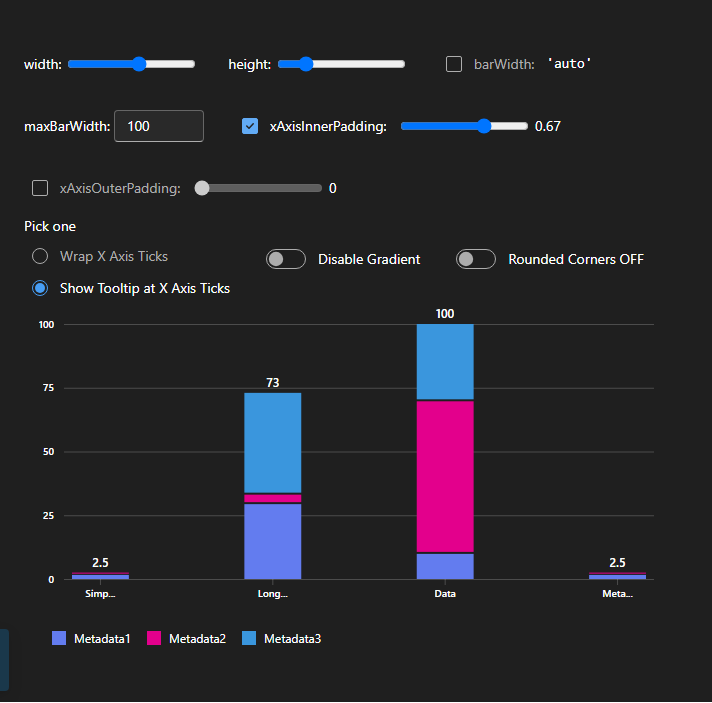 width: height: barWidth: 'auto'
maxBarWidth: 100 xAxisInnerPadding: 0.67
xAxisOuterPadding: 0
Pick one
Wrap X Axis Ticks Disable Gradient Rounded Corners OFF
Show Tooltip at X Axis Ticks
100
100
75
73
50
25
2.5 2.5
0
Simp... Long... Data Meta...
Metadata1 Metadata2 Metadata3